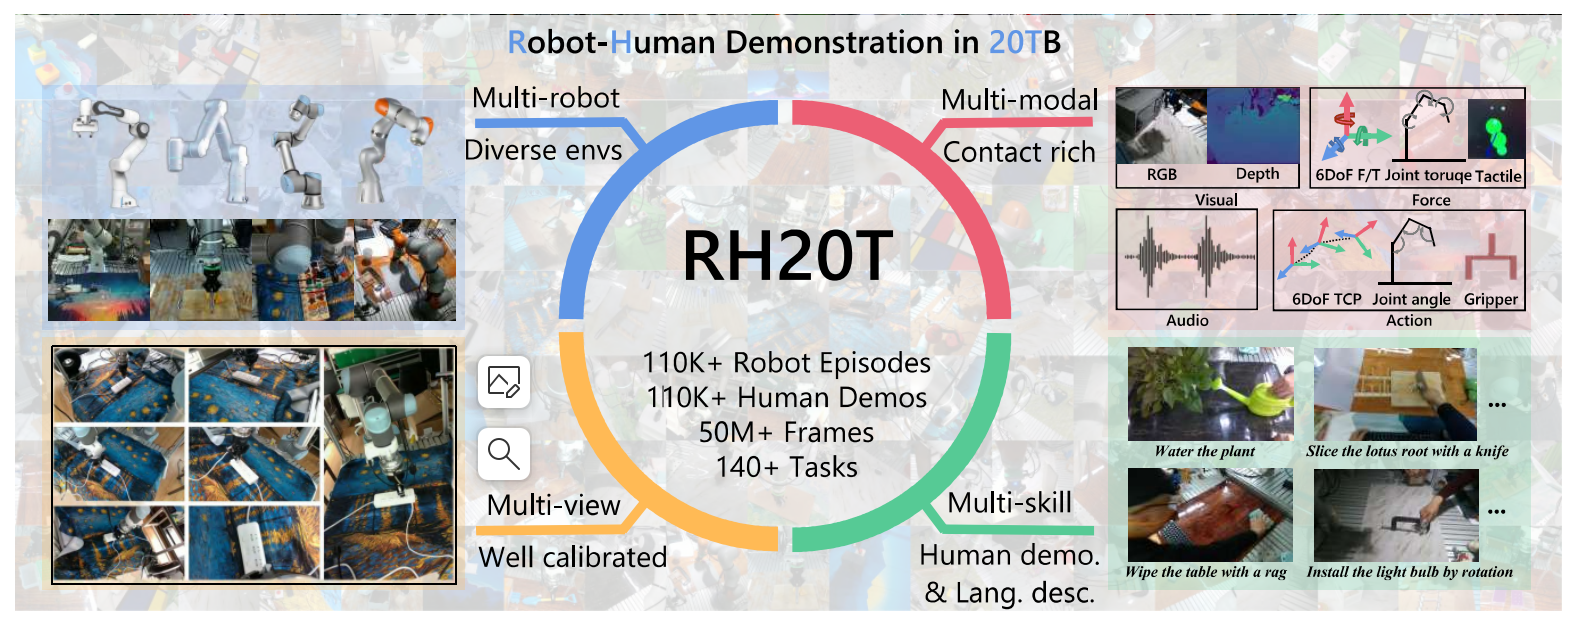 Robot-Human Demonstration in 20TB
Multi-robot
Diverse envs
Multi-modal
Contact rich
RGB
Depth
Visual
6DoF F/T Joint toruqe Tactile
Force
Audio
6DoF TCP Joint angle Gripper
Action
RH20T
110K+ Robot Episodes
110K+ Human Demos
50M+ Frames
140+ Tasks
Multi-view
Well calibrated
Multi-skill
Human demo.
& Lang. desc.
Water the plant
Slice the lotus root with a knife
...
Wipe the table with a rag
Install the light bulb by rotation
...